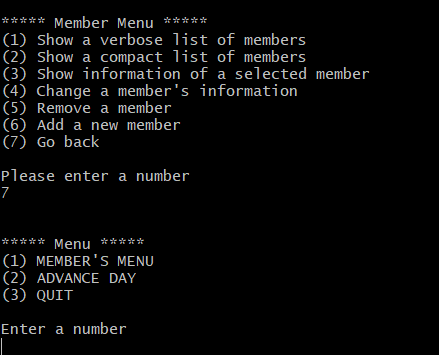 ***** Member Menu *****
(1) Show a verbose list of members
(2) Show a compact list of members
(3) Show information of a selected member
(4) Change a member's information
(5) Remove a member
(6) Add a new member
(7) Go back
Please enter a number
7
***** Menu *****
(1) MEMBER'S MENU
(2) ADVANCE DAY
(3) QUIT
Enter a number